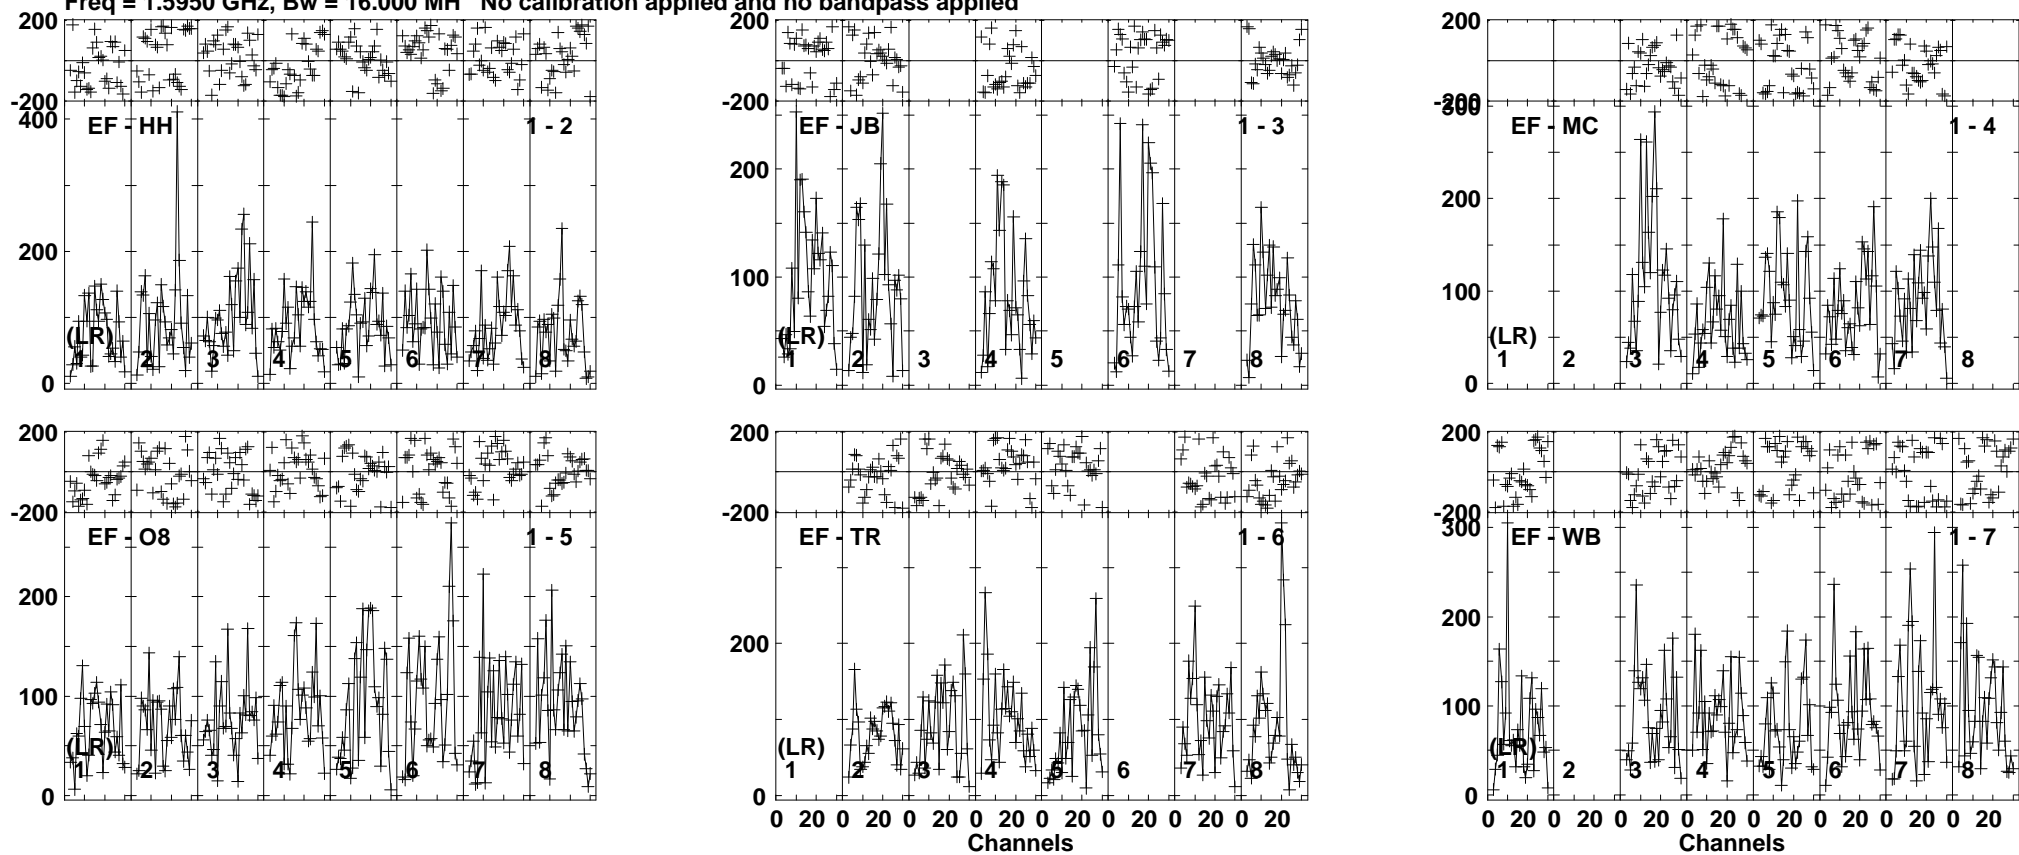 Freq = 1.5950 GHz, Bw = 16.000 MH No calibration applied and no bandpass applied
200 200 200
-200 -200 -200
400 300
EF - HH 1 - 2 EF - JB 1 - 3 EF - MC 1 - 4
200 200 200
100 100
(LR) (LR) (LR)
1 2 3 4 5 6 7 8 1 2 3 4 5 6 7 8 1 2 3 4 5 6 7 8
0 0 0
200 200 200
-200 -200 -200
300
EF - O8 1 - 5 EF - TR 1 - 6 EF - WB 1 - 7
200 200 200
100 100
(LR) (LR) (LR)
1 2 3 4 5 6 7 8 1 2 3 4 5 6 7 8 1 2 3 4 5 6 7 8
0 0 0
0 20 0 20 0 20 0 20 0 20 0 20 0 20 0 20 0 20 0 20 0 20 0 20 0 20 0 20 0 20 0 20
Channels Channels